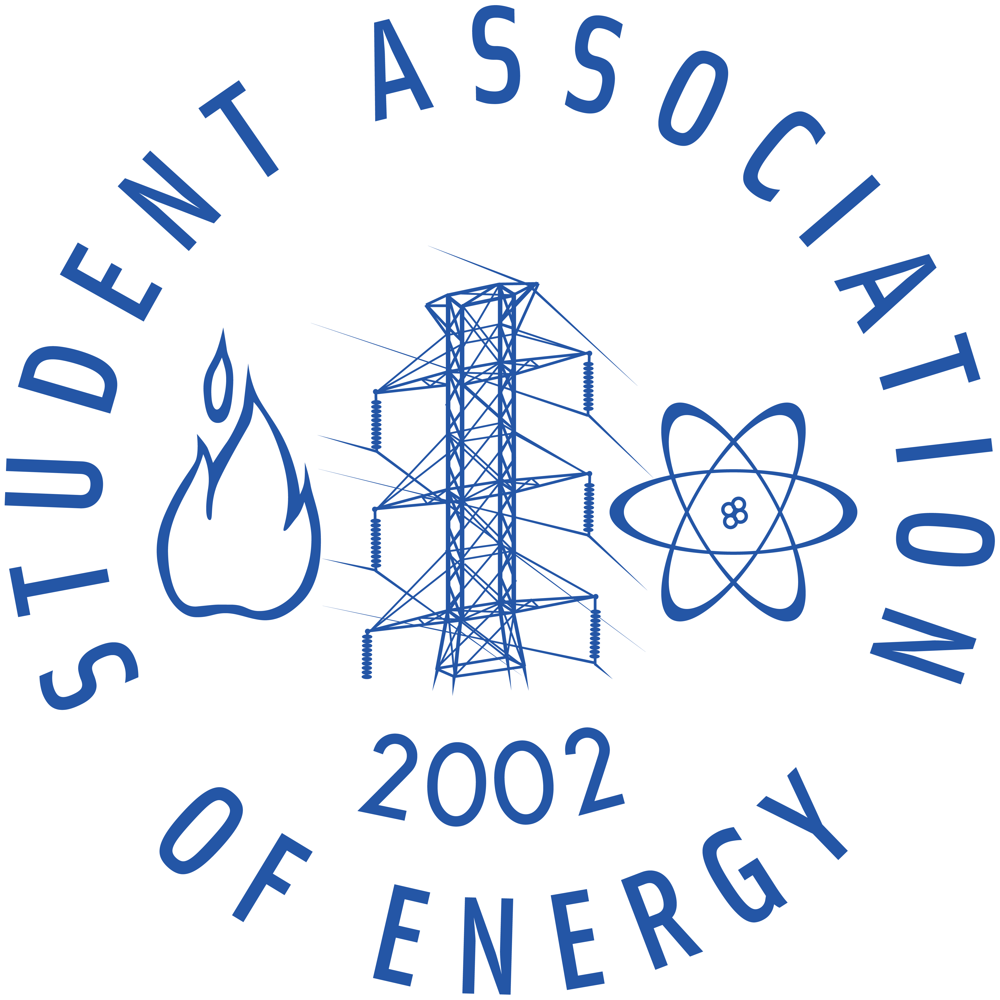 STUDENT ASSOCIATION
2002
OF ENERGY